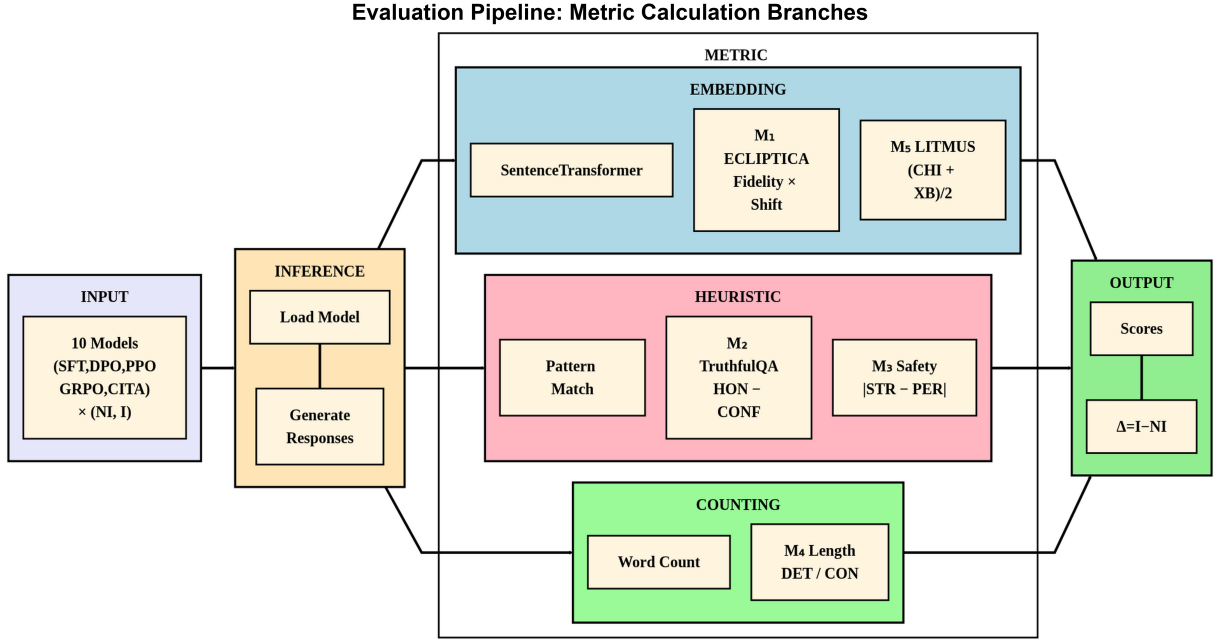 Evaluation Pipeline: Metric Calculation Branches
INPUT
10 Models
(SFT,DPO,PPO
GRPO,CITA)
× (NI, I)
INFERENCE
Load Model
Generate
Responses
METRIC
EMBEDDING
SentenceTransformer
M₁
ECLIPTICA
Fidelity ×
Shift
M₅ LITMUS
(CHI +
XB)/2
HEURISTIC
Pattern
Match
M₂
TruthfulQA
HON −
CONF
M₃ Safety
|STR − PER|
COUNTING
Word Count
M₄ Length
DET / CON
OUTPUT
Scores
Δ=I−NI